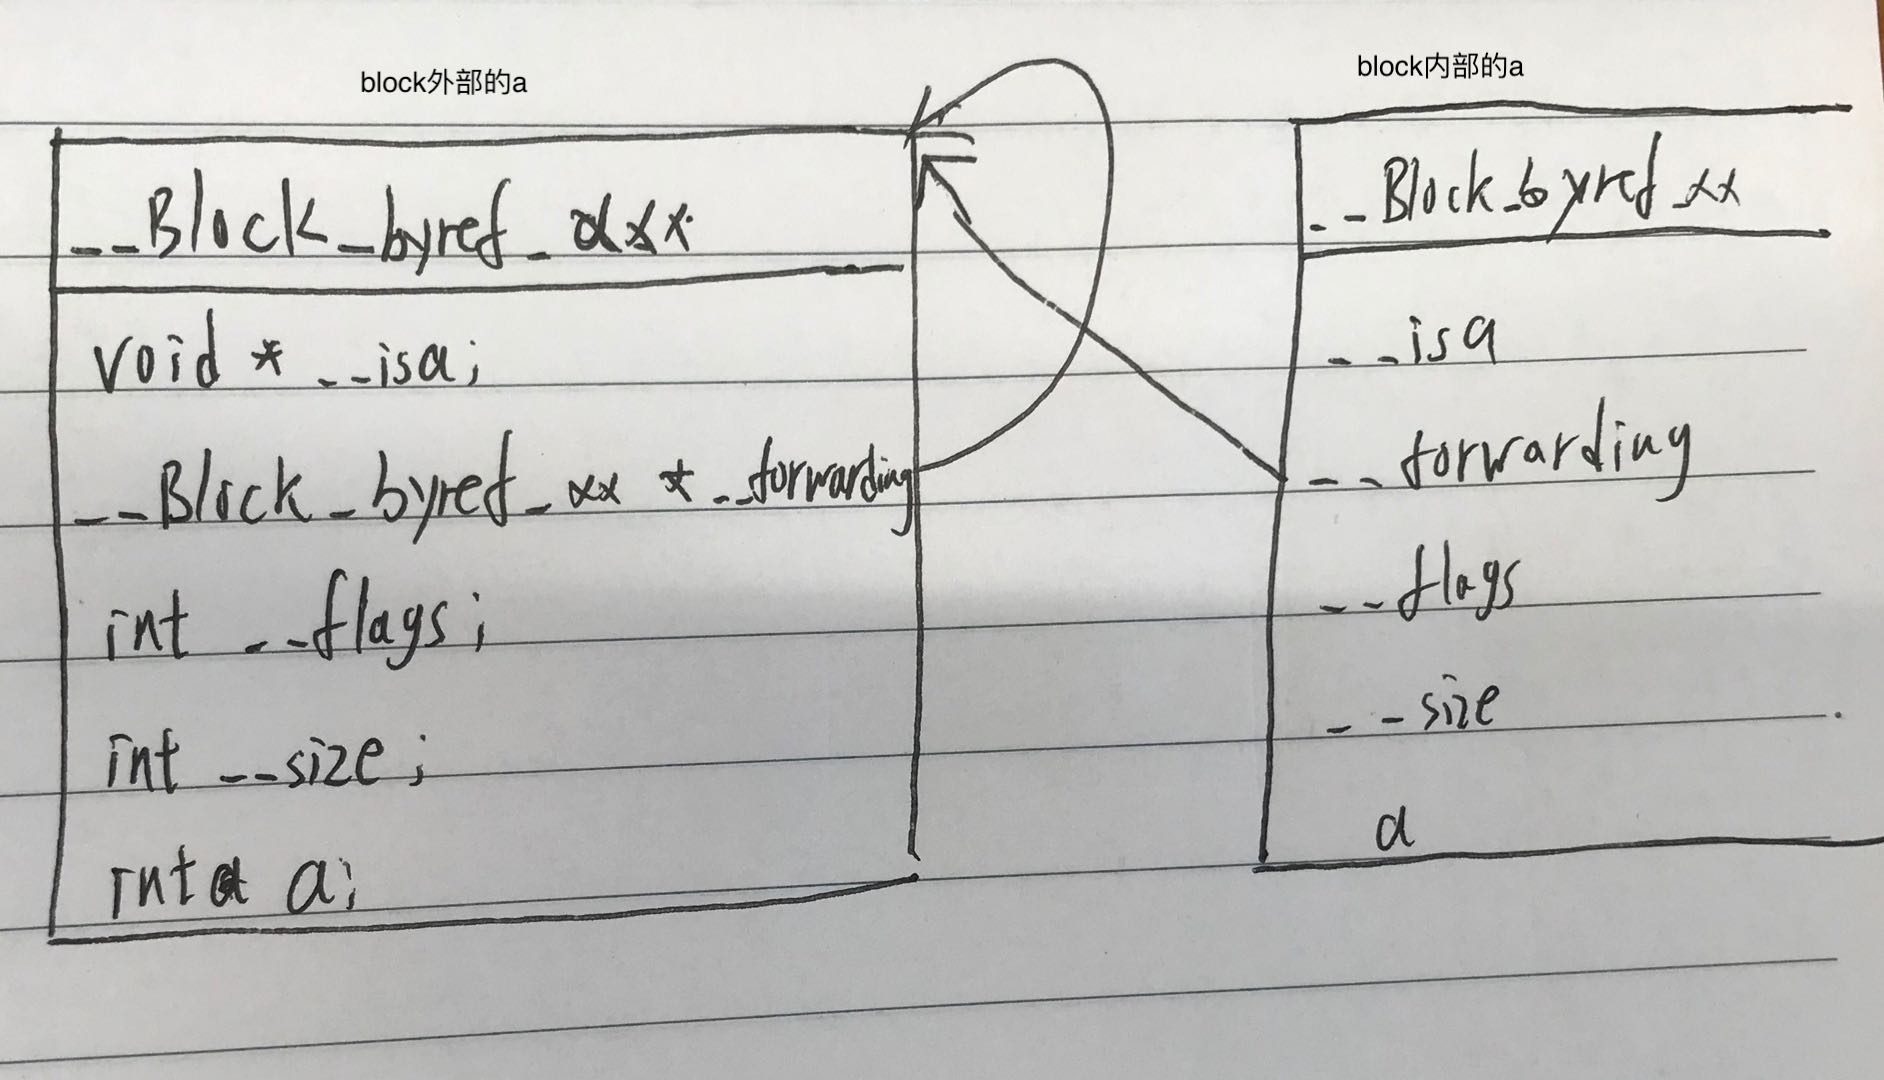 block外部的a
__Block_byref_axx
void * __isa;
__Block_byref_xx * __forwarding
int __flags;
int __size;
int a;
block内部的a
__Block_byref_xx
__isa
__forwarding
__flags
__size
a